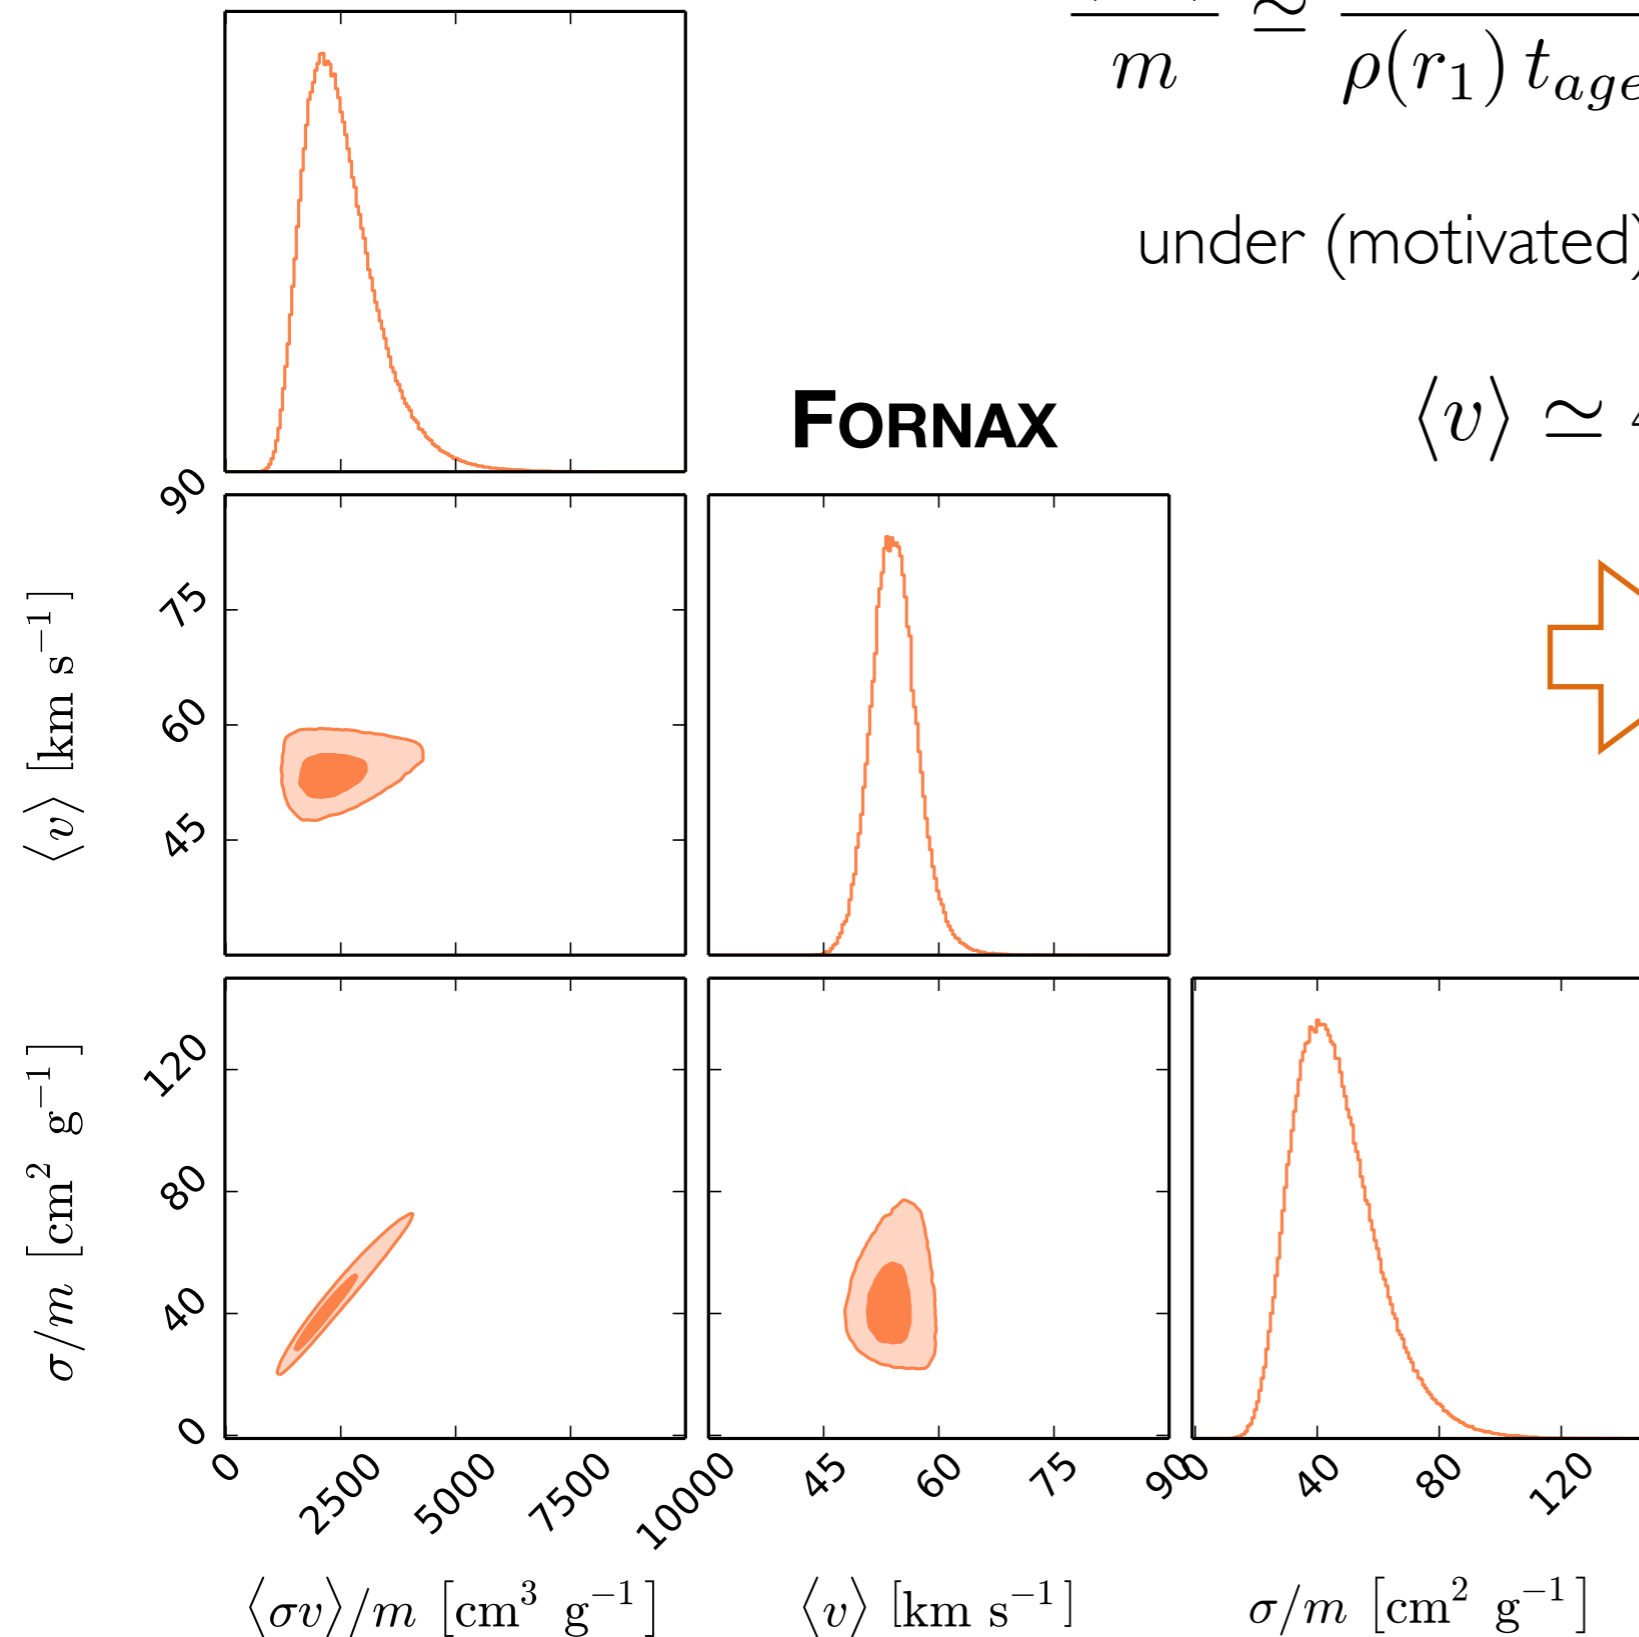 m ≃ ρ(r₁) t_age
under (motivated)
FORNAX
⟨v⟩ ≃
90
75
60
45
⟨v⟩ [km s⁻¹]
120
80
40
0
σ/m [cm² g⁻¹]
0 2500 5000 7500 10000 45 60 75 90 0 40 80 120
⟨σv⟩/m [cm³ g⁻¹] ⟨v⟩ [km s⁻¹] σ/m [cm² g⁻¹]